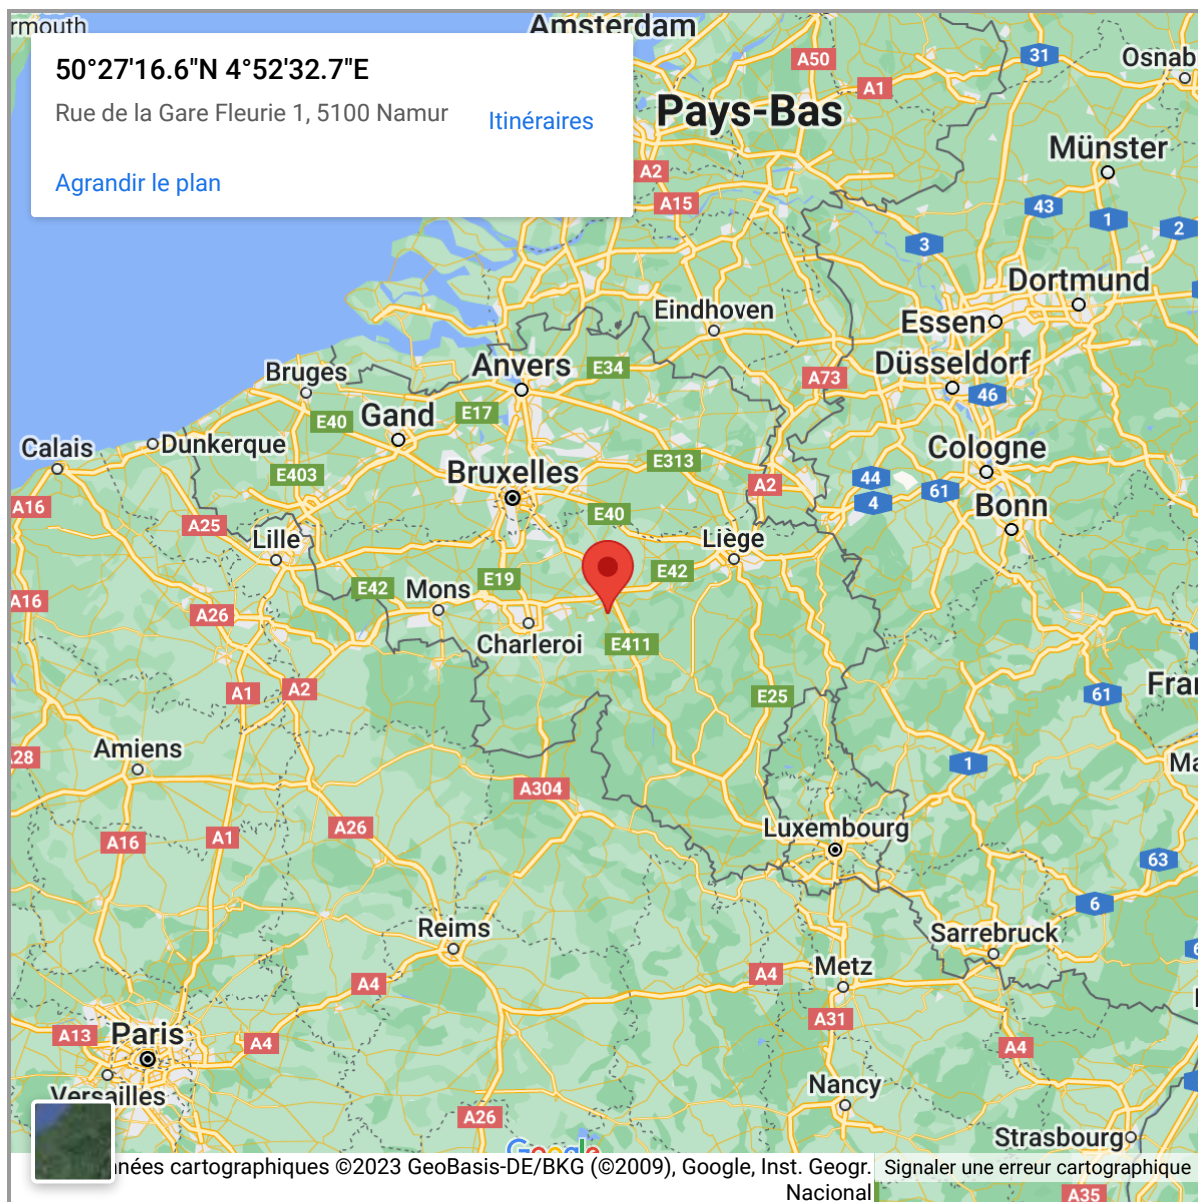 rmouth
Amsterdam
50°27'16.6"N 4°52'32.7"E
Rue de la Gare Fleurie 1, 5100 Namur
Itinéraires
Agrandir le plan
A50
A1
31
Osnab
Pays-Bas
Münster
A2
A15
43
1
2
3
Dortmund
Eindhoven
Essen
Anvers
E34
A73
Düsseldorf
46
Bruges
E40
Gand
E17
Calais
Dunkerque
E403
Bruxelles
E313
A2
Cologne
44
4
61
Bonn
A16
A25
Lille
E40
Liège
E42
A16
E42
Mons
E19
A26
Charleroi
E411
A1
A2
E25
61
Fran
A28
Amiens
A304
1
Ma
A16
A1
A26
Luxembourg
63
6
Reims
Sarrebruck
A4
A4
Metz
A31
A13
Paris
A4
A4
Versailles
Nancy
A26
Strasbourg
Google
nées cartographiques ©2023 GeoBasis-DE/BKG (©2009), Google, Inst. Geogr.
Nacional
Signaler une erreur cartographique
A35